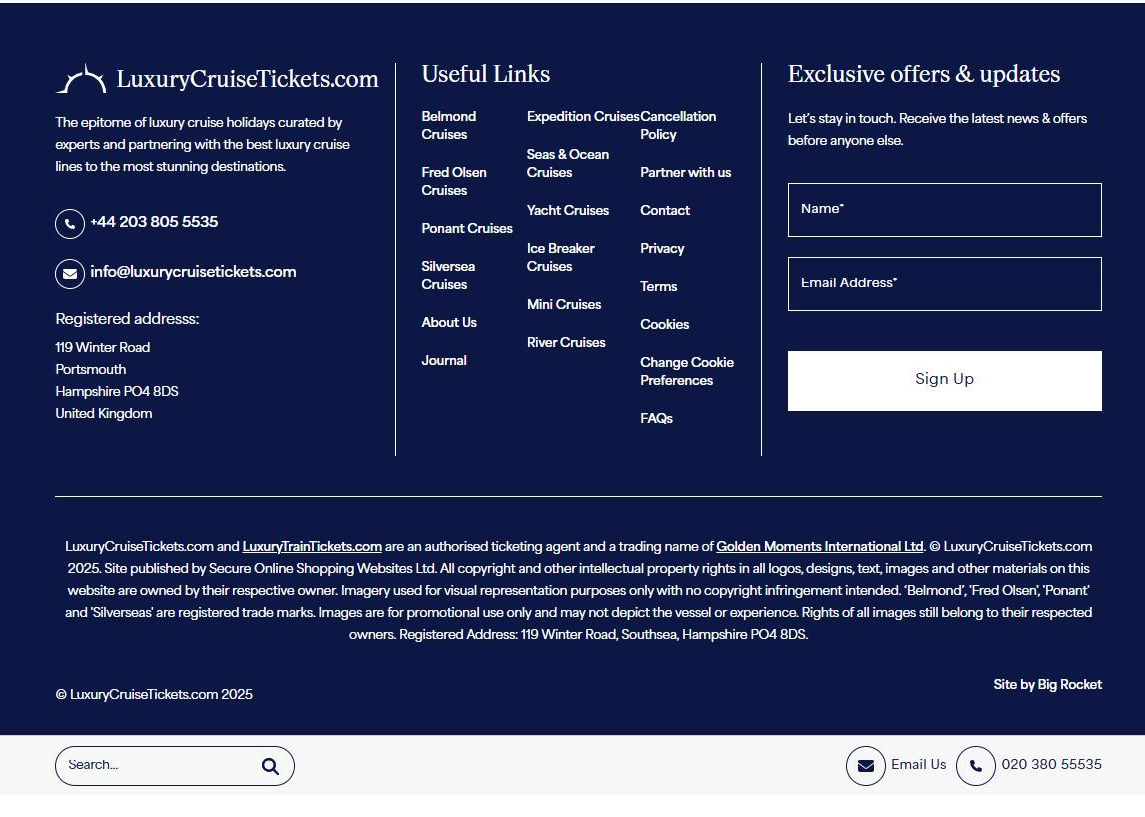 LuxuryCruiseTickets.com
The epitome of luxury cruise holidays curated by
experts and partnering with the best luxury cruise
lines to the most stunning destinations.
+44 203 805 5535
info@luxurycruisetickets.com
Registered addresss:
119 Winter Road
Portsmouth
Hampshire PO4 8DS
United Kingdom
Useful Links
Belmond
Cruises
Fred Olsen
Cruises
Ponant Cruises
Silversea
Cruises
About Us
Journal
Expedition Cruises
Seas & Ocean
Cruises
Yacht Cruises
Ice Breaker
Cruises
Mini Cruises
River Cruises
Cancellation
Policy
Partner with us
Contact
Privacy
Terms
Cookies
Change Cookie
Preferences
FAQs
Exclusive offers & updates
Let's stay in touch. Receive the latest news & offers
before anyone else.
Name*
Email Address*
Sign Up
LuxuryCruiseTickets.com and LuxuryTrainTickets.com are an authorised ticketing agent and a trading name of Golden Moments International Ltd. © LuxuryCruiseTickets.com
2025. Site published by Secure Online Shopping Websites Ltd. All copyright and other intellectual property rights in all logos, designs, text, images and other materials on this
website are owned by their respective owner. Imagery used for visual representation purposes only with no copyright infringement intended. ‘Belmond’, 'Fred Olsen', 'Ponant'
and 'Silverseas' are registered trade marks. Images are for promotional use only and may not depict the vessel or experience. Rights of all images still belong to their respected
owners. Registered Address: 119 Winter Road, Southsea, Hampshire PO4 8DS.
© LuxuryCruiseTickets.com 2025
Site by Big Rocket
Search...
Email Us
020 380 55535